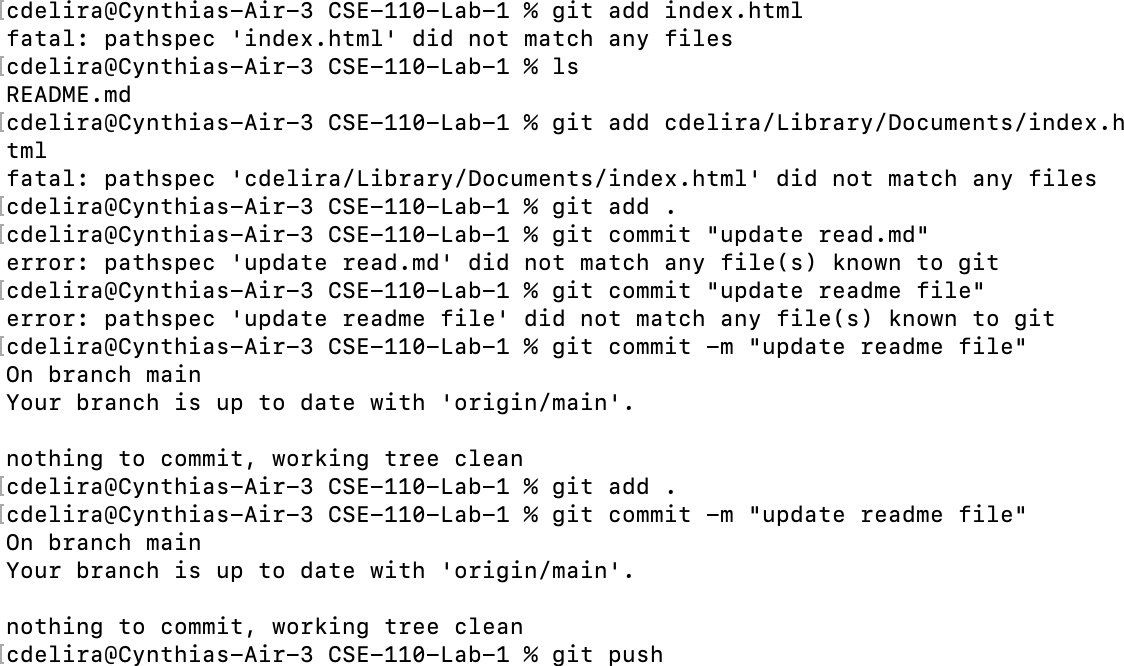 [cdelira@Cynthias-Air-3 CSE-110-Lab-1 % git add index.html
fatal: pathspec 'index.html' did not match any files
[cdelira@Cynthias-Air-3 CSE-110-Lab-1 % ls
README.md
[cdelira@Cynthias-Air-3 CSE-110-Lab-1 % git add cdelira/Library/Documents/index.h
tml
fatal: pathspec 'cdelira/Library/Documents/index.html' did not match any files
[cdelira@Cynthias-Air-3 CSE-110-Lab-1 % git add .
[cdelira@Cynthias-Air-3 CSE-110-Lab-1 % git commit "update read.md"
error: pathspec 'update read.md' did not match any file(s) known to git
[cdelira@Cynthias-Air-3 CSE-110-Lab-1 % git commit "update readme file"
error: pathspec 'update readme file' did not match any file(s) known to git
[cdelira@Cynthias-Air-3 CSE-110-Lab-1 % git commit -m "update readme file"
On branch main
Your branch is up to date with 'origin/main'.

nothing to commit, working tree clean
[cdelira@Cynthias-Air-3 CSE-110-Lab-1 % git add .
[cdelira@Cynthias-Air-3 CSE-110-Lab-1 % git commit -m "update readme file"
On branch main
Your branch is up to date with 'origin/main'.

nothing to commit, working tree clean
[cdelira@Cynthias-Air-3 CSE-110-Lab-1 % git push